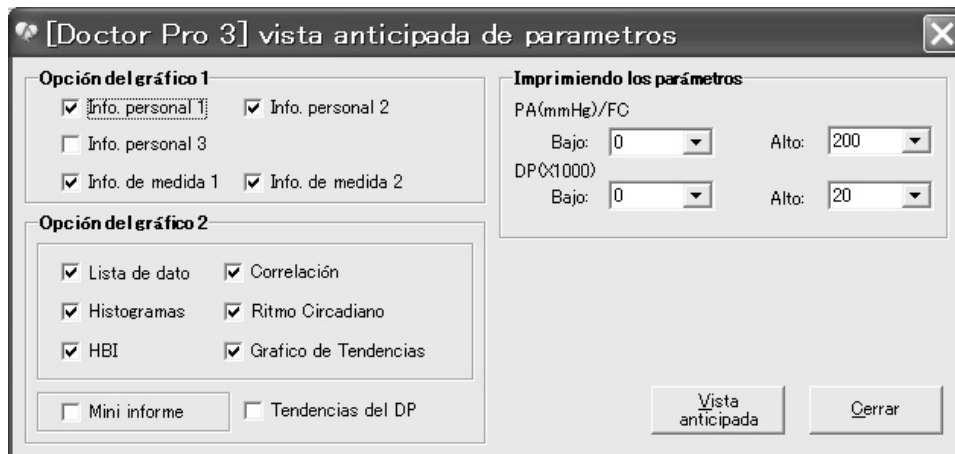 [Doctor Pro 3] vista anticipada de parametros
Opción del gráfico 1
Info. personal 1 Info. personal 2
Info. personal 3
Info. de medida 1 Info. de medida 2
Opción del gráfico 2
Lista de dato Correlación
Histogramas Ritmo Circadiano
HBI Grafico de Tendencias
Mini informe Tendencias del DP
Imprimiendo los parámetros
PA(mmHg)/FC
Bajo: 0 Alto: 200
DP(X1000)
Bajo: 0 Alto: 20
Vista
anticipada
Cerrar